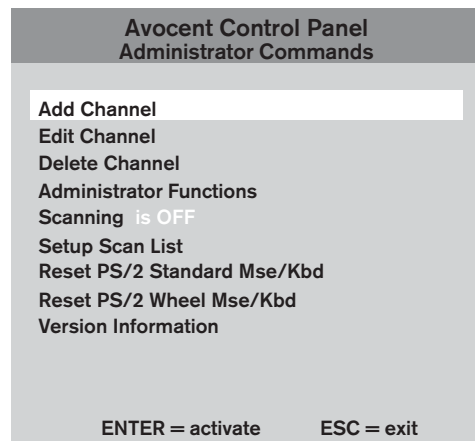 Avocent Control Panel
Administrator Commands
Add Channel
Edit Channel
Delete Channel
Administrator Functions
Scanning is OFF
Setup Scan List
Reset PS/2 Standard Mse/Kbd
Reset PS/2 Wheel Mse/Kbd
Version Information
ENTER = activate ESC = exit